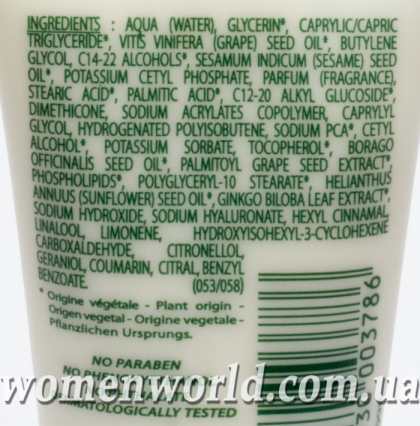 INGREDIENTS : AQUA (WATER), GLYCERIN*, CAPRYLIC/CAPRIC
TRIGLYCERIDE*, VITIS VINIFERA (GRAPE) SEED OIL*, BUTYLENE
GLYCOL, C14-22 ALCOHOLS*, SESAMUM INDICUM (SESAME) SEED
OIL*, POTASSIUM CETYL PHOSPHATE, PARFUM (FRAGRANCE),
STEARIC ACID*, PALMITIC ACID*, C12-20 ALKYL GLUCOSIDE*,
DIMETHICONE, SODIUM ACRYLATES COPOLYMER, CAPRYLYL
GLYCOL, HYDROGENATED POLYISOBUTENE, SODIUM PCA*, CETYL
ALCOHOL*, POTASSIUM SORBATE, TOCOPHEROL*, BORAGO
OFFICINALIS SEED OIL*, PALMITOYL GRAPE SEED EXTRACT*,
PHOSPHOLIPIDS*, POLYGLYCERYL-10 STEARATE*, HELIANTHUS
ANNUUS (SUNFLOWER) SEED OIL*, GINKGO BILOBA LEAF EXTRACT*,
SODIUM HYDROXIDE, SODIUM HYALURONATE, HEXYL CINNAMAL,
LINALOOL, LIMONENE, HYDROXYISOHEXYL-3-CYCLOHEXENE
CARBOXALDEHYDE, CITRONELLOL,
GERANIOL, COUMARIN, CITRAL, BENZYL
BENZOATE. (053/058)
* Origine végétale - Plant origin -
Origen vegetal - Origine vegetale -
Pflanzlichen Ursprungs.
NO PARABEN
NO
womenworld.com.ua
TESTED
003786